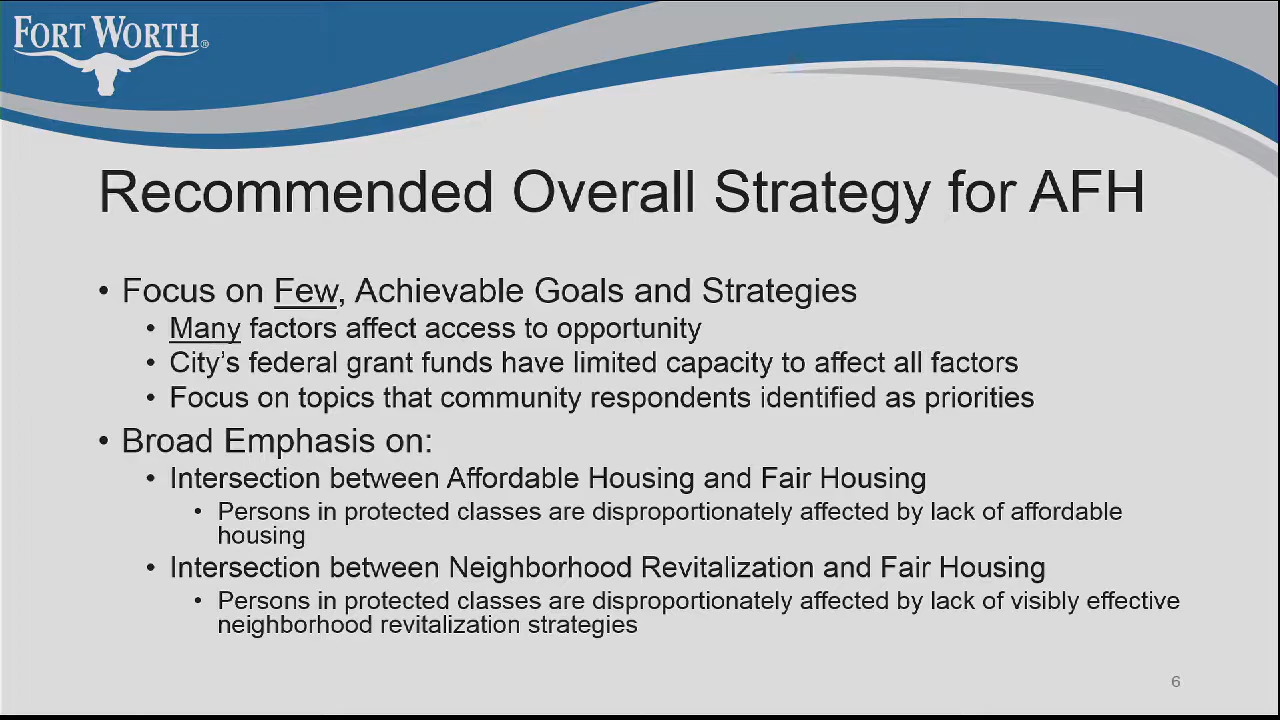 FORT WORTH®
Recommended Overall Strategy for AFH
• Focus on Few, Achievable Goals and Strategies
• Many factors affect access to opportunity
• City's federal grant funds have limited capacity to affect all factors
• Focus on topics that community respondents identified as priorities
• Broad Emphasis on:
• Intersection between Affordable Housing and Fair Housing
• Persons in protected classes are disproportionately affected by lack of affordable
housing
• Intersection between Neighborhood Revitalization and Fair Housing
• Persons in protected classes are disproportionately affected by lack of visibly effective
neighborhood revitalization strategies
6